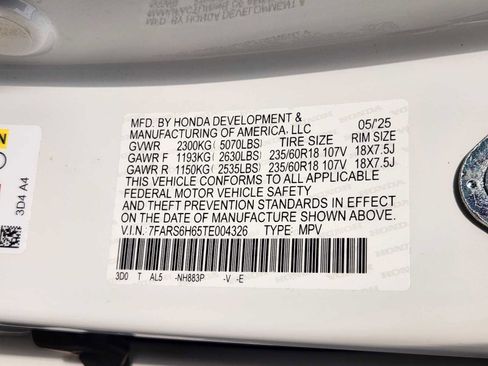 MFD. BY HONDA DEVELOPMENT &
MANUFACTURING OF AMERICA, LLC 05/'25
GVWR 2300KG (5070LBS) TIRE SIZE RIM SIZE
GAWR F 1193KG (2630LBS) 235/60R18 107V 18X7.5J
GAWR R 1150KG (2535LBS) 235/60R18 107V 18X7.5J
THIS VEHICLE CONFORMS TO ALL APPLICABLE
FEDERAL MOTOR VEHICLE SAFETY
AND THEFT PREVENTION STANDARDS IN EFFECT
ON THE DATE OF MANUFACTURE SHOWN ABOVE.
V.I.N. 7FARS6H65TE004326 TYPE: MPV
3D0 T AL5 -NH883P -V -E
3D4 A4